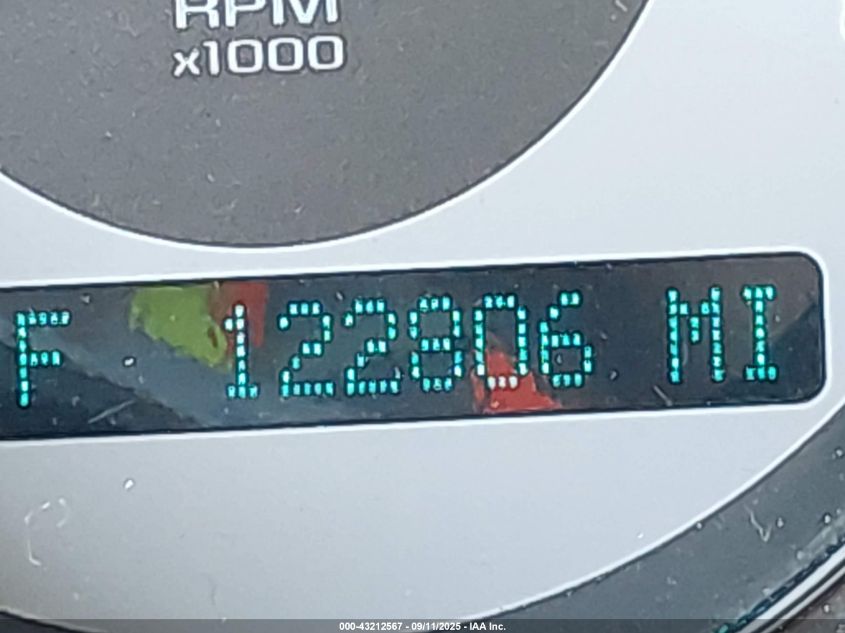 RPM
x1000
F 122806 MI
000-43212567 - 09/11/2025 - IAA Inc.